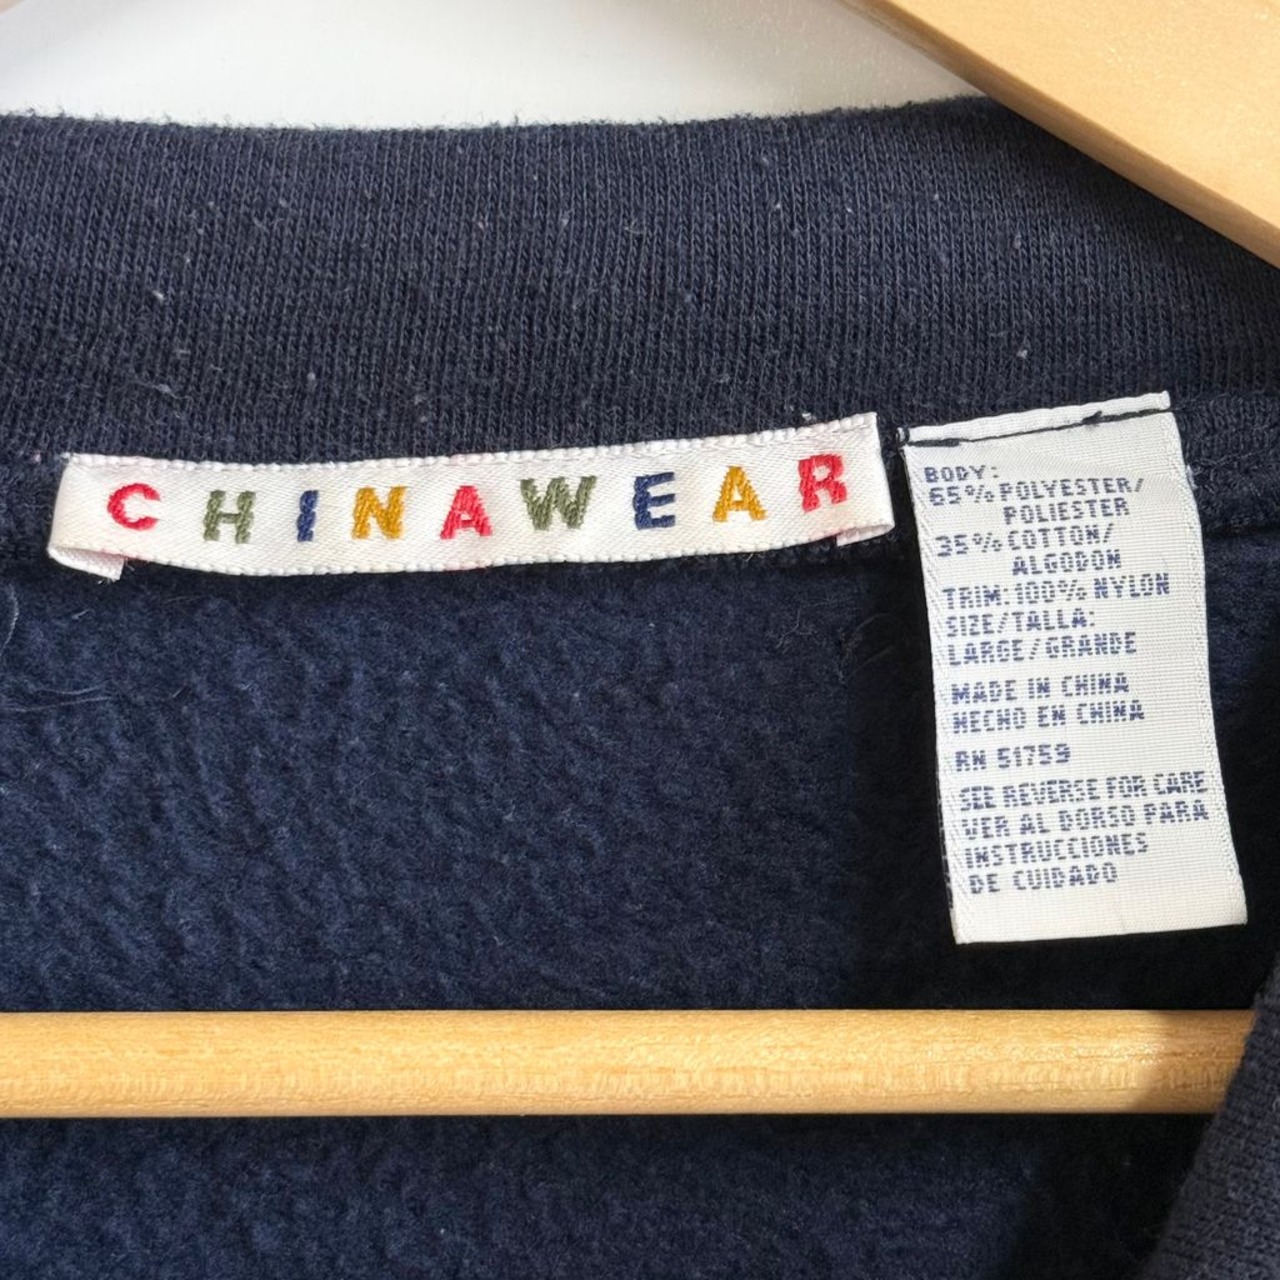 CHINAWEAR
BODY:
65% POLYESTER/
POLIESTER
35% COTTON/
ALGODON
TRIM: 100% NYLON
SIZE/TALLA:
LARGE/GRANDE
MADE IN CHINA
HECHO EN CHINA
RN 51759
SEE REVERSE FOR CARE
VER AL DORSO PARA
INSTRUCCIONES
DE CUIDADO